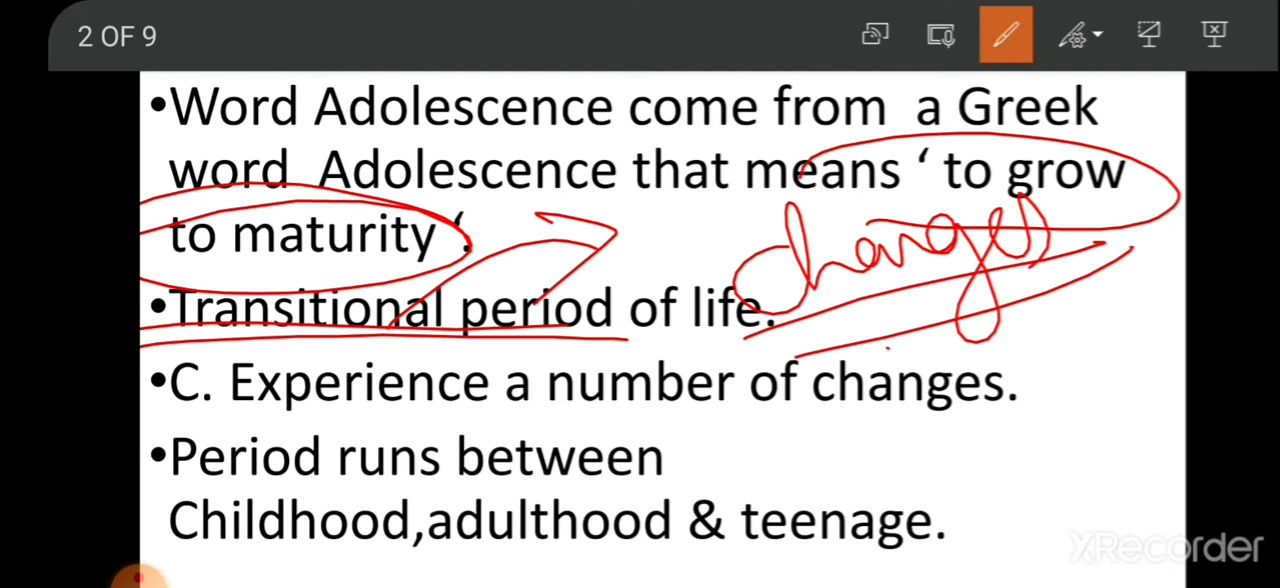 2 OF 9
•Word Adolescence come from a Greek
word Adolescence that means ‘ to grow
to maturity ‘.
changes
•Transitional period of life.
•C. Experience a number of changes.
•Period runs between
Childhood,adulthood & teenage.
XRecorder